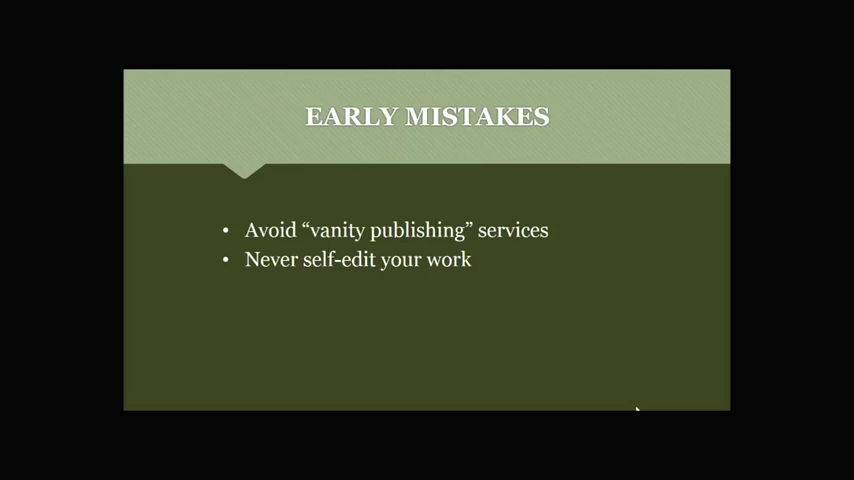 EARLY MISTAKES
• Avoid “vanity publishing” services
• Never self-edit your work